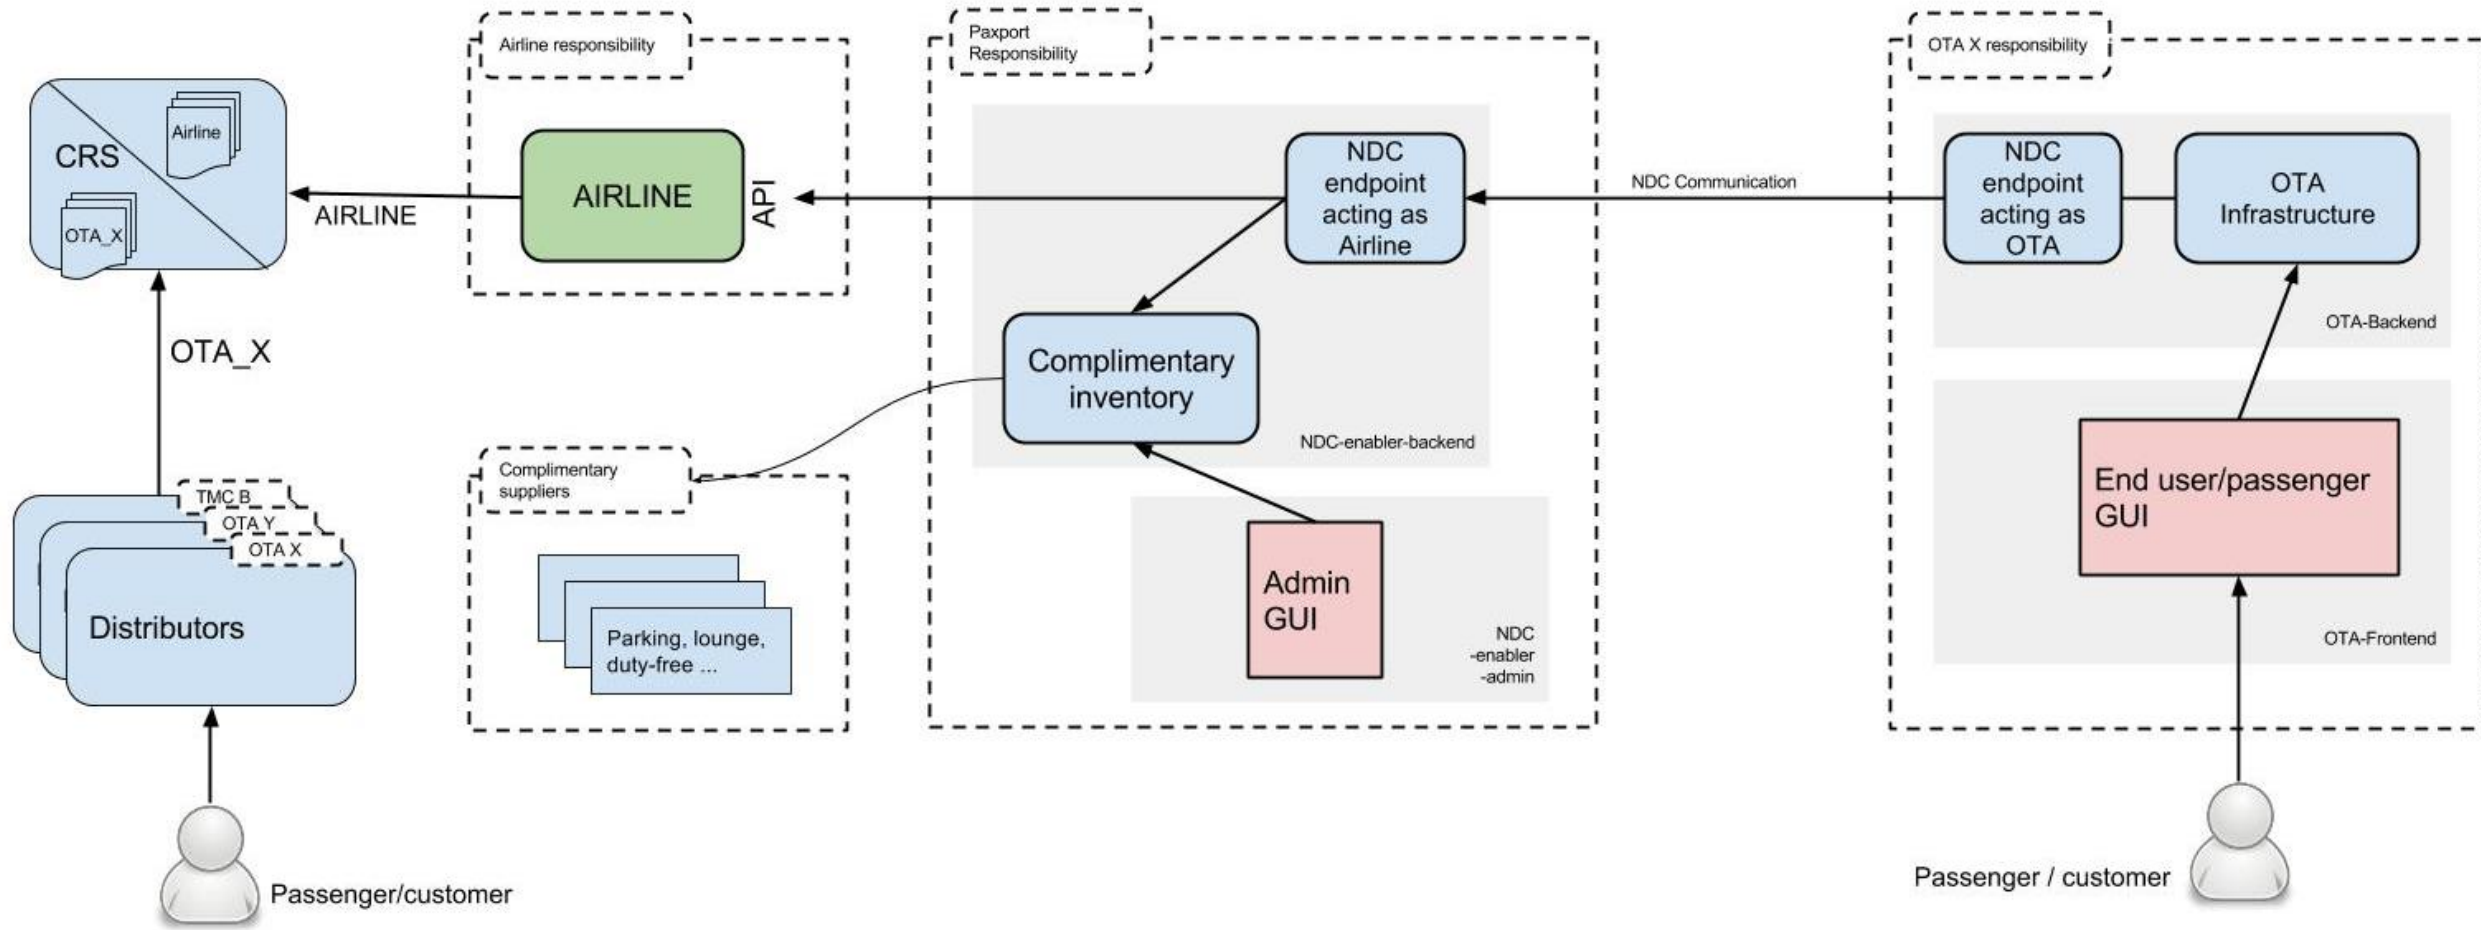 Airline responsibility
Paxport
Responsibility
OTA X responsibility
CRS
Airline
OTA_X
AIRLINE
AIRLINE
API
NDC
endpoint
acting as
Airline
NDC Communication
NDC
endpoint
acting as
OTA
OTA
Infrastructure
OTA-Backend
OTA_X
Complimentary
inventory
NDC-enabler-backend
Complimentary
suppliers
End user/passenger
GUI
TMC B
OTA Y
OTA X
Distributors
Parking, lounge,
duty-free ...
Admin
GUI
NDC
-enabler
-admin
OTA-Frontend
Passenger/customer
Passenger / customer